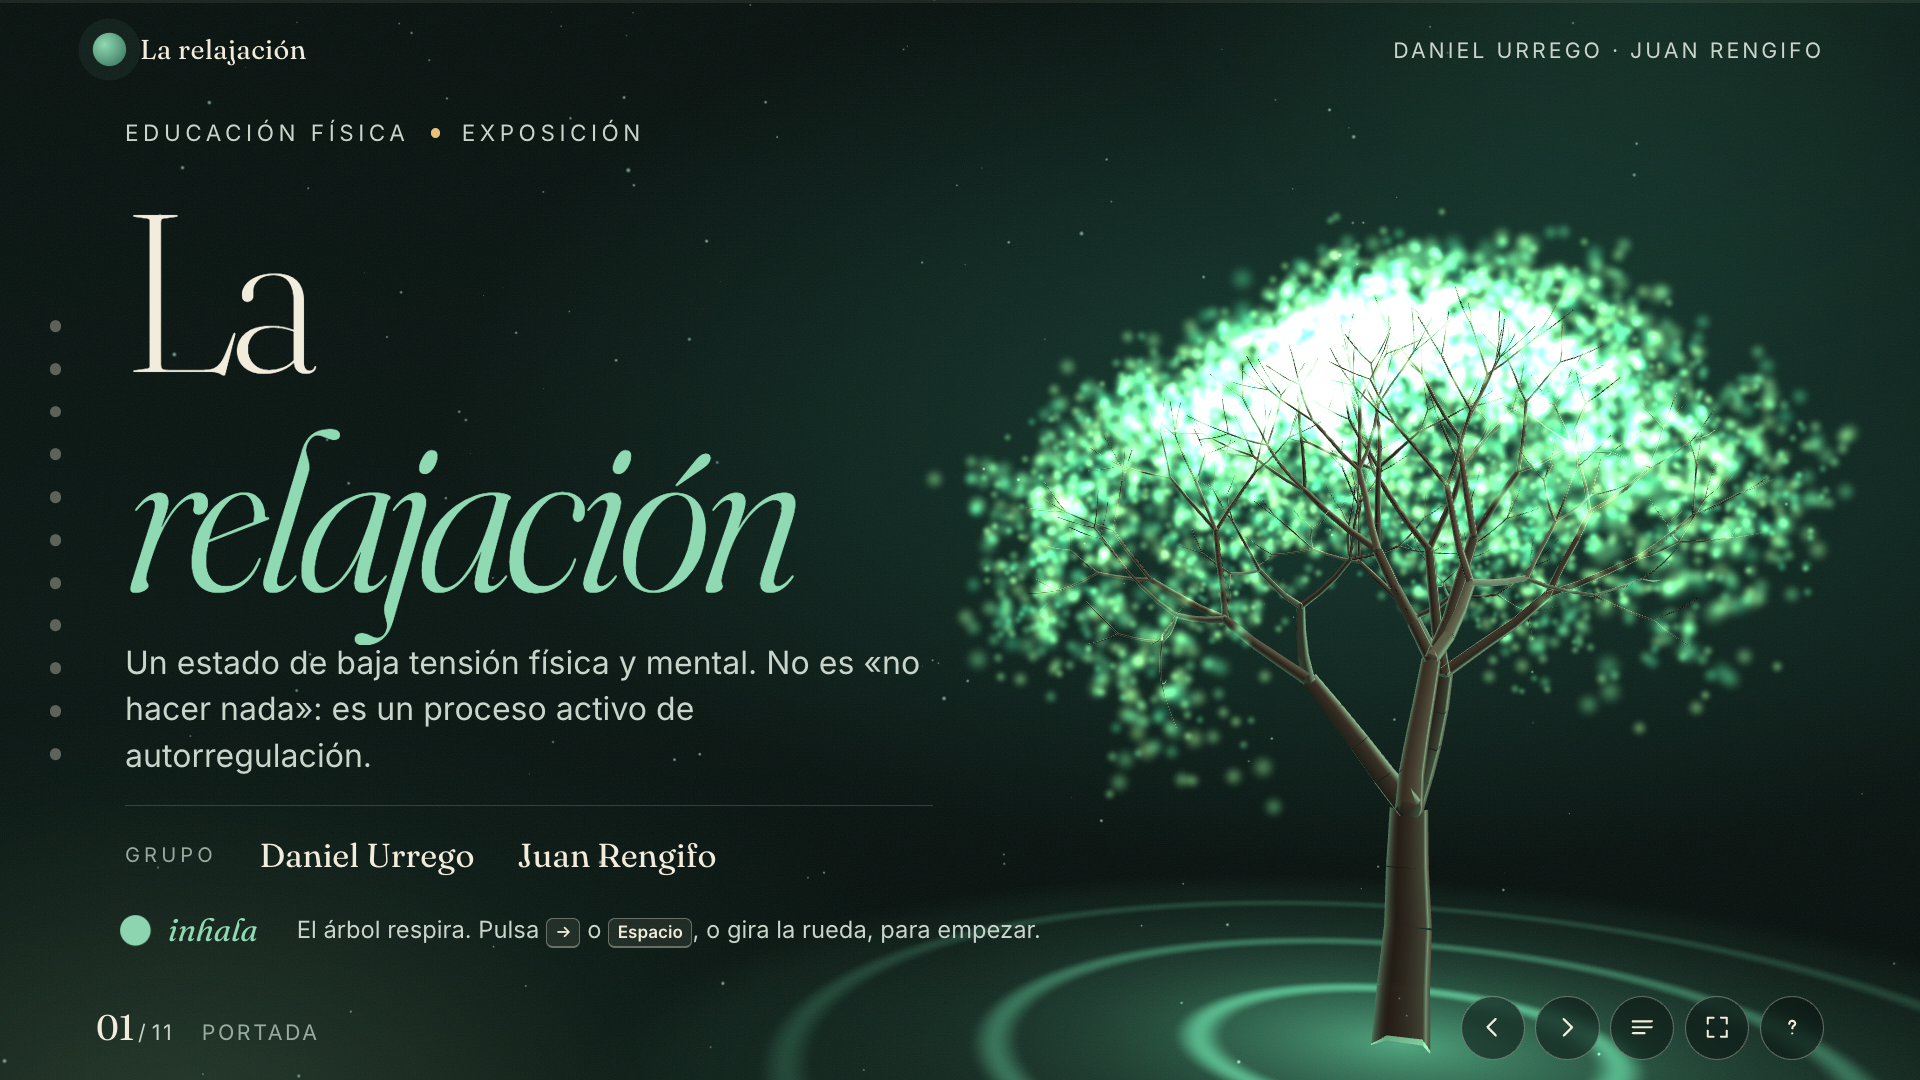 La relajación
DANIEL URREGO · JUAN RENGIFO
EDUCACIÓN FÍSICA • EXPOSICIÓN
La
relajación
Un estado de baja tensión física y mental. No es «no
hacer nada»: es un proceso activo de
autorregulación.
GRUPO Daniel Urrego Juan Rengifo
inhala El árbol respira. Pulsa → o Espacio, o gira la rueda, para empezar.
01 / 11 PORTADA
?